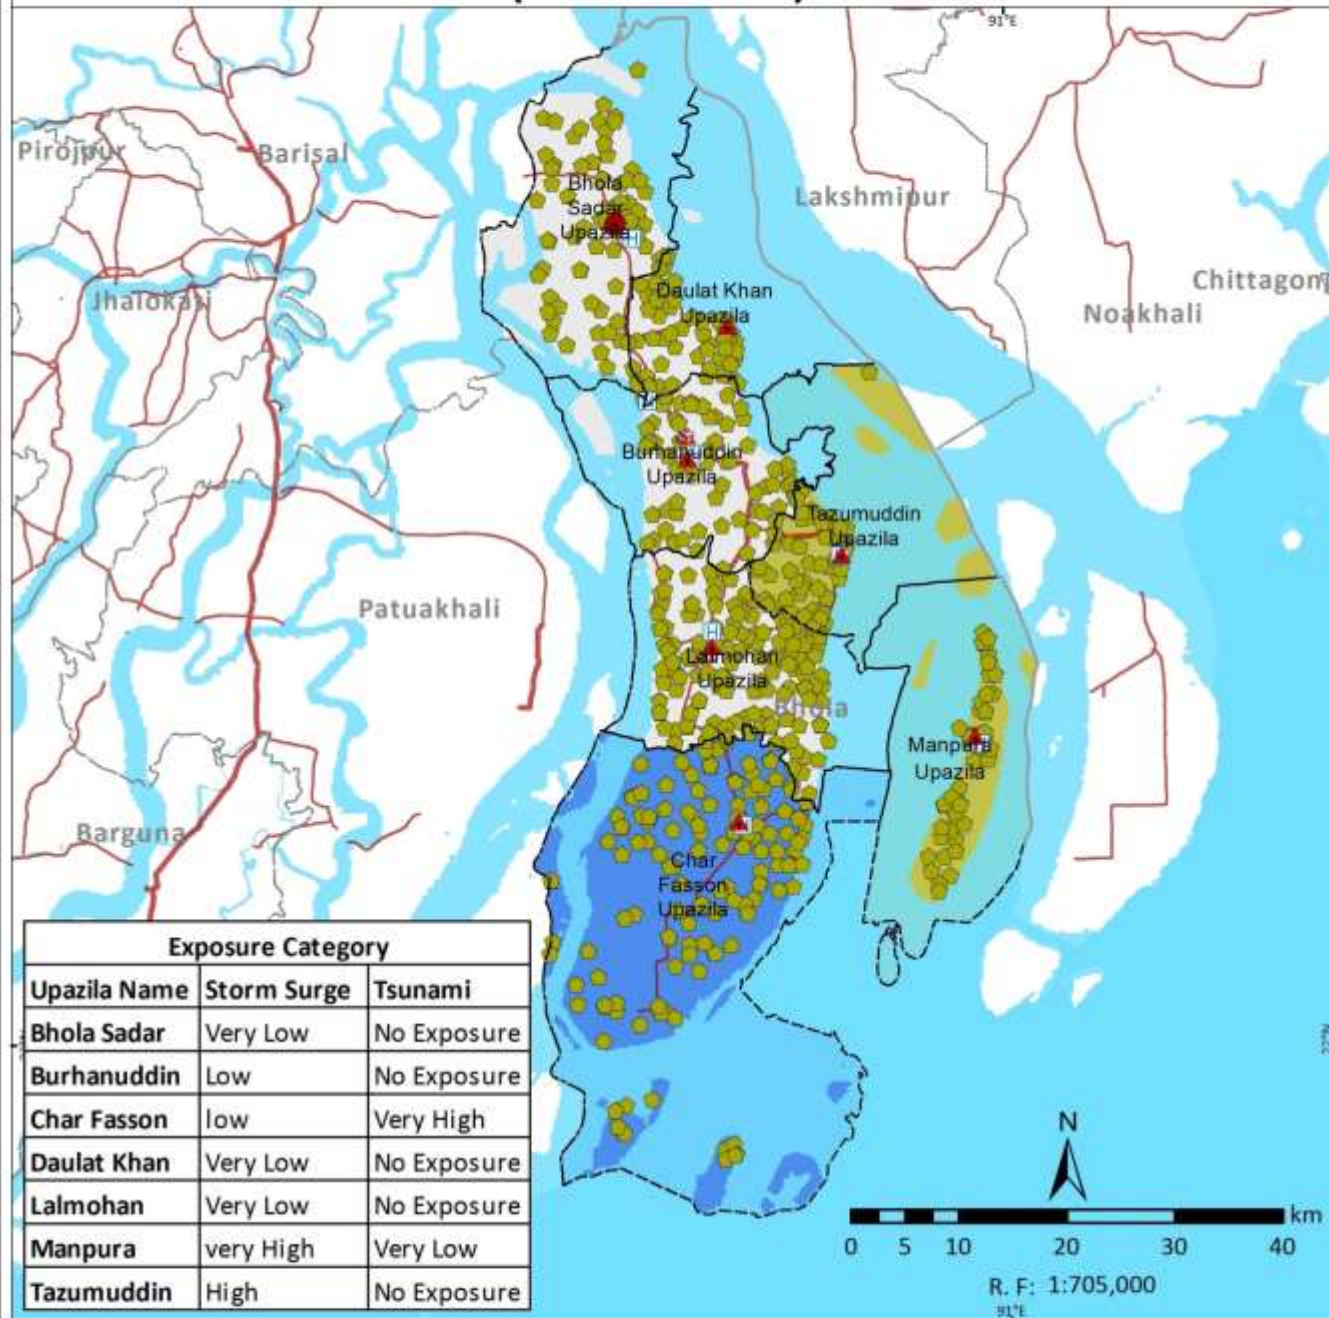 91°E
Pirojpur
Barisal
Bhola
Sadar
Upazila
H
Lakshmipur
Chittagong
Jhalokati
Daulat Khan
Upazila
Noakhali
Burhanuddin
Upazila
Tazumuddin
Upazila
Patuakhali
H
Lalmohan
Upazila
Bhola
Manpura
Upazila
Barguna
Char
Fasson
Upazila
Exposure Category
Upazila Name Storm Surge Tsunami
Bhola Sadar Very Low No Exposure
Burhanuddin Low No Exposure
Char Fasson low Very High
Daulat Khan Very Low No Exposure
Lalmohan Very Low No Exposure
Manpura very High Very Low
Tazumuddin High No Exposure
22°N
N
km
0 5 10 20 30 40
R. F: 1:705,000
91°E